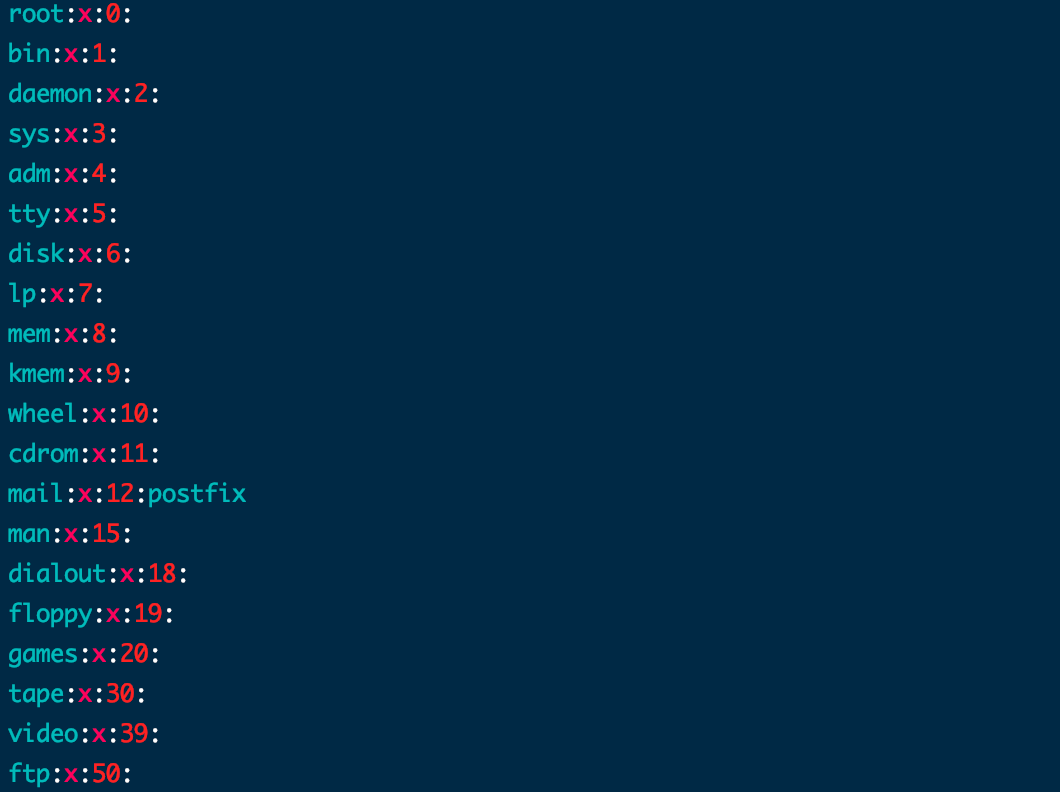 root:x:0:
bin:x:1:
daemon:x:2:
sys:x:3:
adm:x:4:
tty:x:5:
disk:x:6:
lp:x:7:
mem:x:8:
kmem:x:9:
wheel:x:10:
cdrom:x:11:
mail:x:12:postfix
man:x:15:
dialout:x:18:
floppy:x:19:
games:x:20:
tape:x:30:
video:x:39:
ftp:x:50: